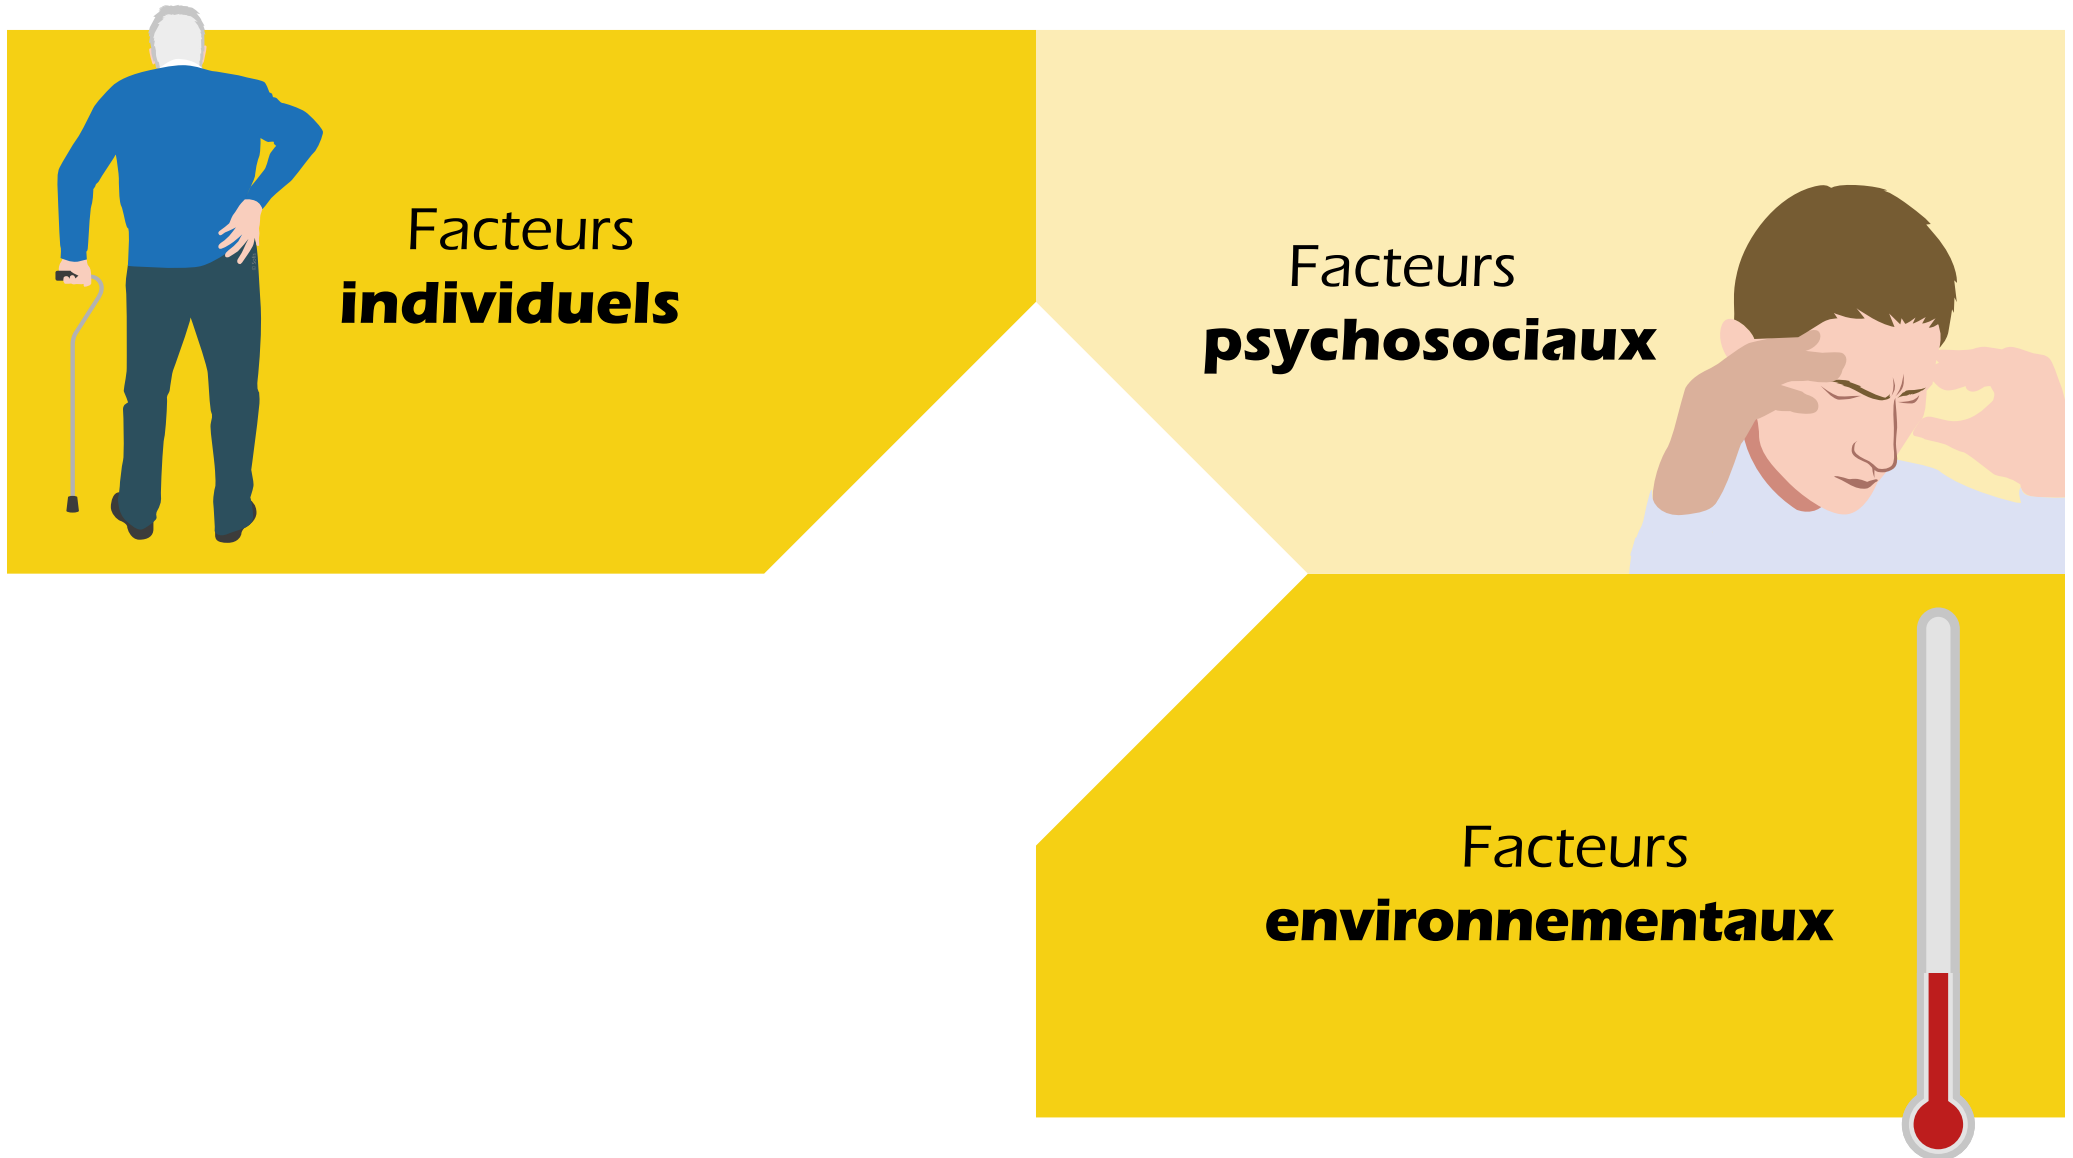 Facteurs
individuels
Facteurs
psychosociaux
Facteurs
environnementaux